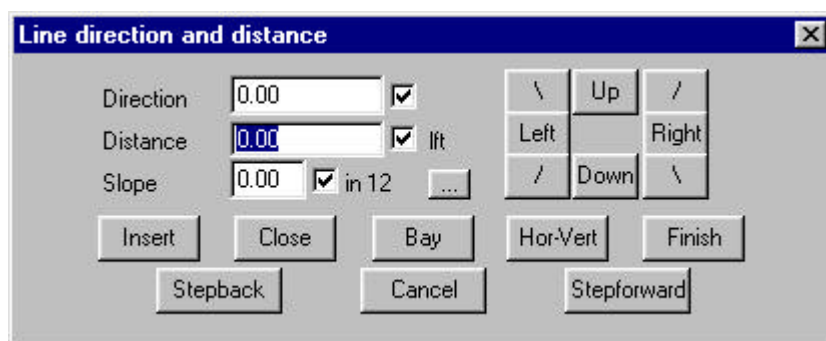 Line direction and distance
Direction 0.00 \ Up /
Distance 0.00 lft Left Right
Slope 0.00 in 12 ... / Down \
Insert Close Bay Hor-Vert Finish
Stepback Cancel Stepforward